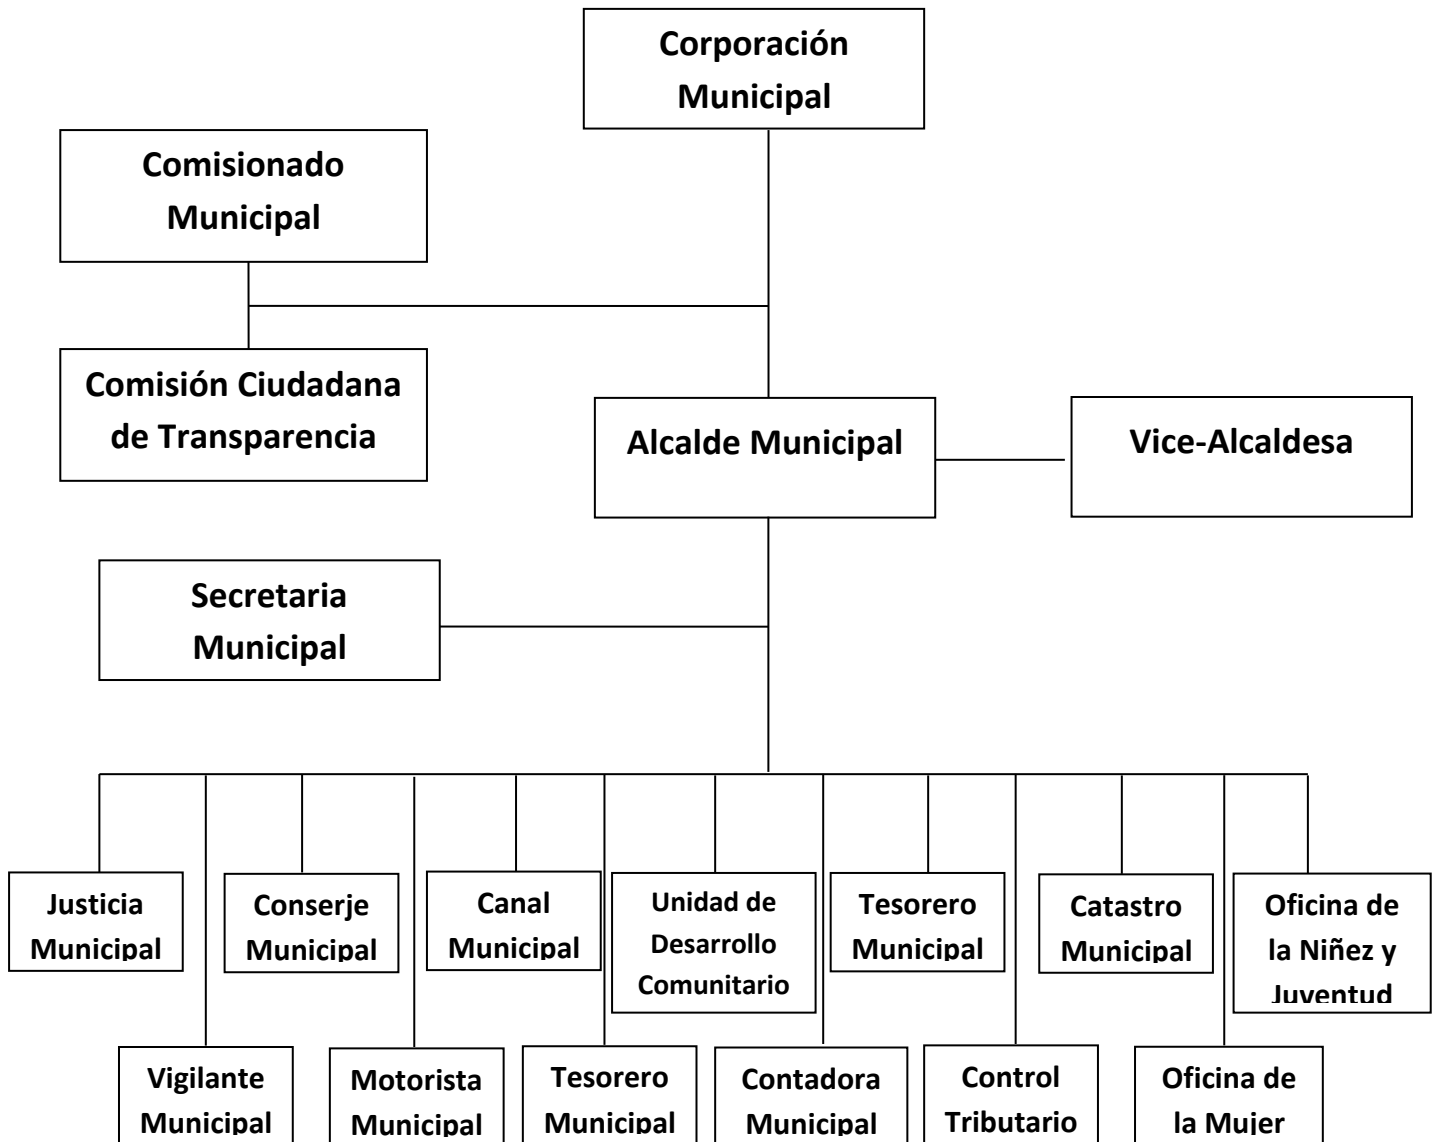 Corporación
Municipal
Comisionado
Municipal
Comisión Ciudadana
de Transparencia
Alcalde Municipal
Vice-Alcaldesa
Secretaria
Municipal
Justicia
Municipal
Conserje
Municipal
Canal
Municipal
Unidad de
Desarrollo
Comunitario
Tesorero
Municipal
Catastro
Municipal
Oficina de
la Niñez y
Juventud
Vigilante
Municipal
Motorista
Municipal
Tesorero
Municipal
Contadora
Municipal
Control
Tributario
Oficina de
la Mujer